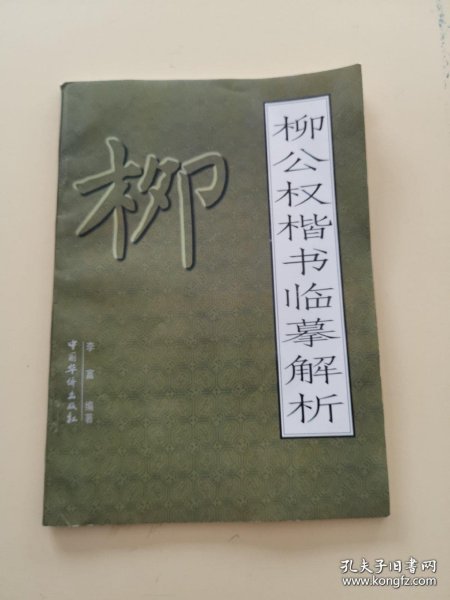 柳公权楷书临摹解析
柳
李富 编著
中国华侨出版社
孔夫子旧书网
www.kongfz.com